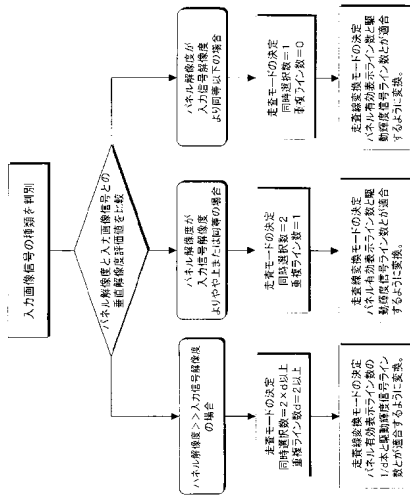 入力画像信号の種類を判別
パネル解像度と入力画像信号との
垂直解像度評価値を比較
パネル解像度>>入力信号解像度
の場合
走査モードの決定
同時選択数=2×d以上
重複ライン数d=2以上
走査線変換モードの決定
パネル有効表示ライン数の
1/d本と駆動輝度信号ライン
数とが適合するように変換。
パネル解像度が
入力信号解像度
よりやや上または同等の場合
走査モードの決定
同時選択数=2
重複ライン数=1
走査線変換モードの決定
パネル有効表示ライン数と駆
動輝度信号ライン数とが適合
するように変換。
パネル解像度が
入力信号解像度
より同等以下の場合
走査モードの決定
同時選択数=1
重複ライン数=0
走査線変換モードの決定
パネル有効表示ライン数と駆
動輝度信号ライン数とが適合
するように変換。